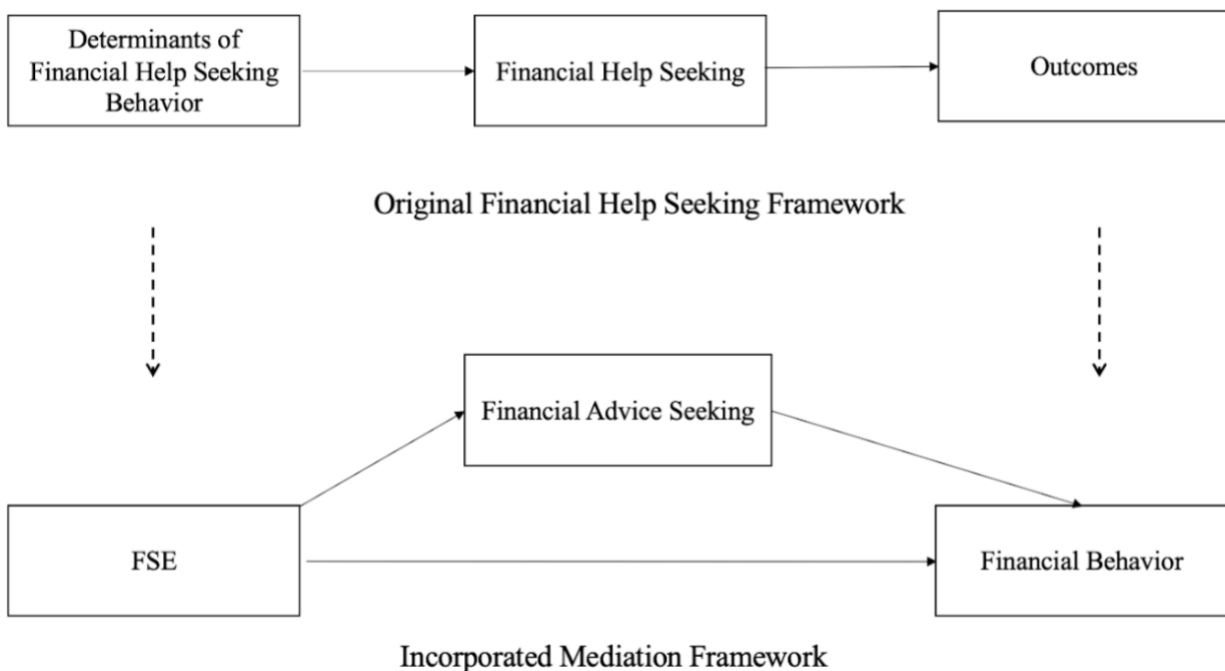 Determinants of
Financial Help Seeking
Behavior
Financial Help Seeking
Outcomes
Original Financial Help Seeking Framework
Financial Advice Seeking
FSE
Financial Behavior
Incorporated Mediation Framework